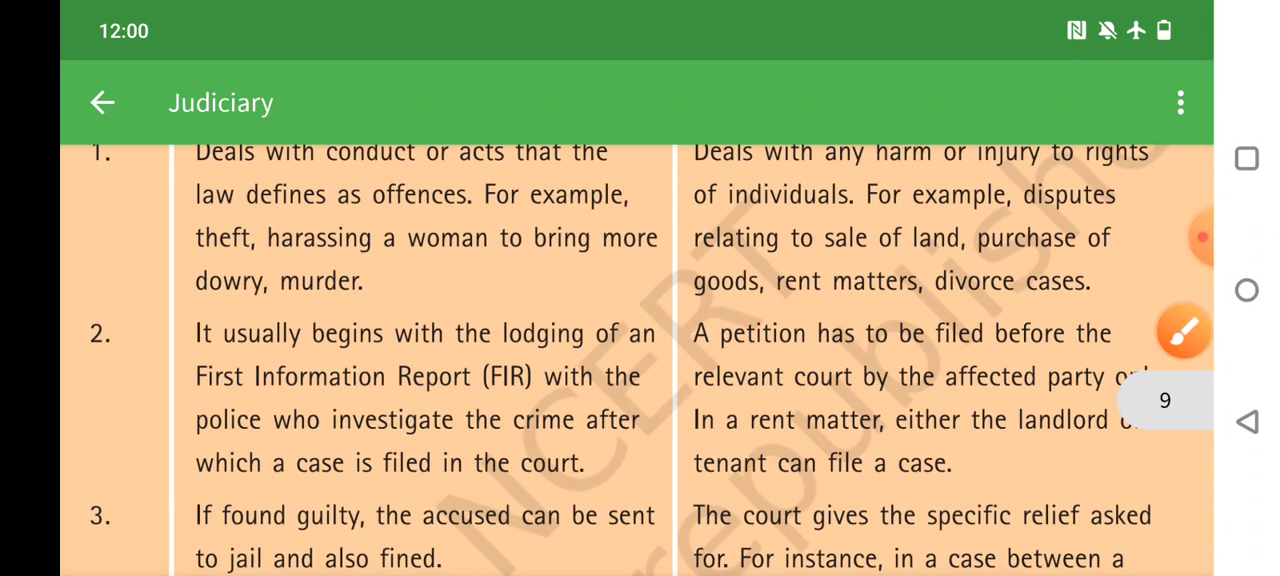 12:00
Judiciary
1. Deals with conduct or acts that the
law defines as offences. For example,
theft, harassing a woman to bring more
dowry, murder.
Deals with any harm or injury to rights
of individuals. For example, disputes
relating to sale of land, purchase of
goods, rent matters, divorce cases.
2. It usually begins with the lodging of an
First Information Report (FIR) with the
police who investigate the crime after
which a case is filed in the court.
A petition has to be filed before the
relevant court by the affected party
In a rent matter, either the landlord
tenant can file a case.
9
3. If found guilty, the accused can be sent
to jail and also fined.
The court gives the specific relief asked
for. For instance, in a case between a
NCERT
republishe